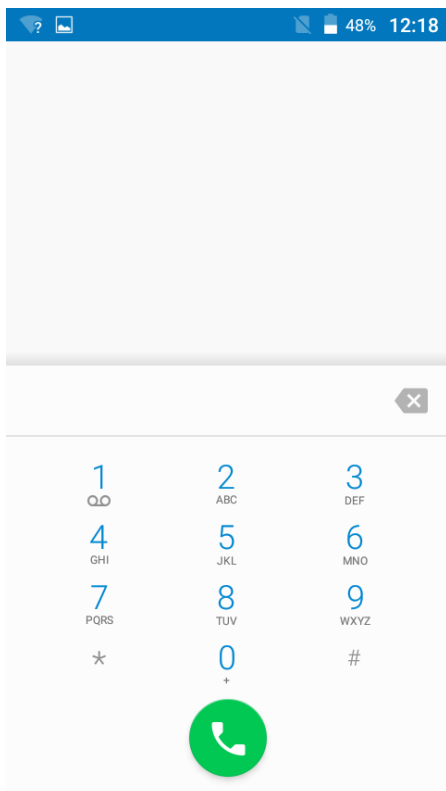 48% 12:18
1 2 3
ABC DEF
4 5 6
GHI JKL MNO
7 8 9
PQRS TUV WXYZ
* 0 #
+